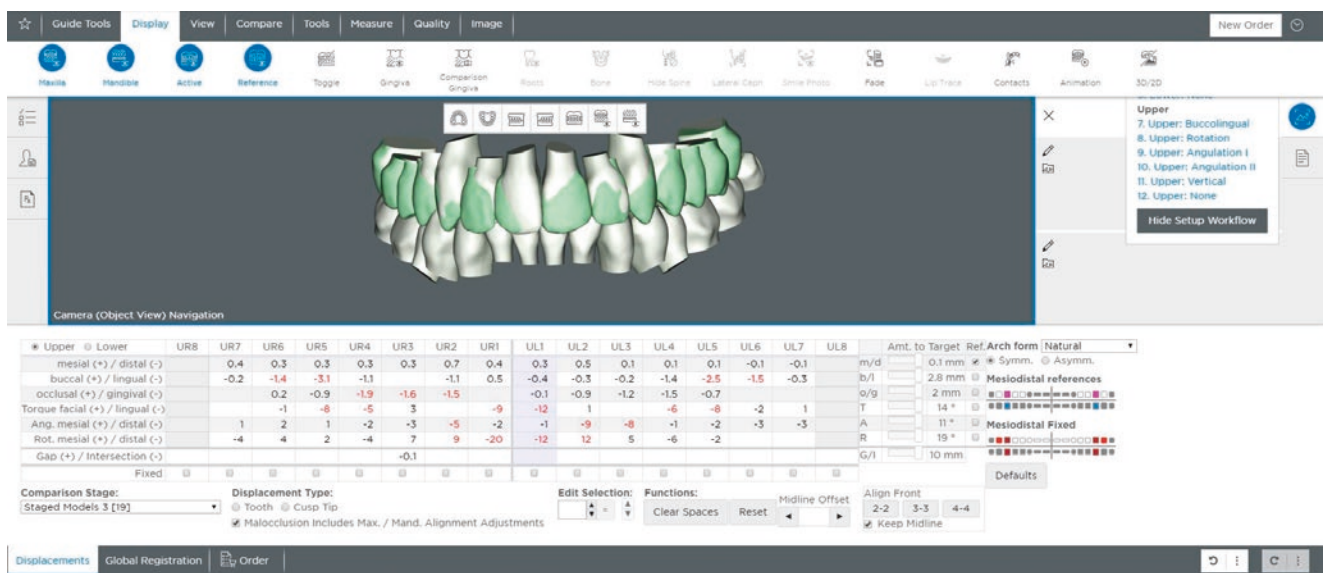 Guide Tools Display View Compare Tools Measure Quality Image New Order
Maxilla Mandible Active Reference Toggle Gingiva Comparison Gingiva Roots Bone Hide Spine Lateral Ceph Smile Photo Fade Lip Trace Contacts Animation 3D/2D
Upper
7. Upper: Buccolingual
8. Upper: Rotation
9. Upper: Angulation I
10. Upper: Angulation II
11. Upper: Vertical
12. Upper: None
Hide Setup Workflow
Camera (Object View) Navigation
Upper Lower UR8 UR7 UR6 UR5 UR4 UR3 UR2 UR1 UL1 UL2 UL3 UL4 UL5 UL6 UL7 UL8 Amt. to Target Ref. Arch form Natural
mesial (+) / distal (-) 0.4 0.3 0.3 0.3 0.3 0.7 0.4 0.3 0.5 0.1 0.1 0.1 -0.1 -0.1 m/d 0.1 mm Symm. Asymm.
buccal (+) / lingual (-) -0.2 -1.4 -3.1 -1.1 -1.1 0.5 -0.4 -0.3 -0.2 -1.4 -2.5 -1.5 -0.3 b/l 2.8 mm Mesiodistal references
occlusal (+) / gingival (-) 0.2 -0.9 -1.9 -1.6 -1.5 -0.1 -0.9 -1.2 -1.5 -0.7 o/g 2 mm
Torque facial (+) / lingual (-) -1 -8 -5 3 -9 -12 1 -6 -8 -2 1 T 14 °
Ang. mesial (+) / distal (-) 1 2 1 -2 -3 -5 -2 -1 -9 -8 -1 -2 -3 -3 A 11 ° Mesiodistal Fixed
Rot. mesial (+) / distal (-) -4 4 2 -4 7 9 -20 -12 12 5 -6 -2 R 19 °
Gap (+) / Intersection (-) -0.1 G/I 10 mm
Fixed Defaults
Comparison Stage: Displacement Type: Edit Selection: Functions: Midline Offset Align Front
Staged Models 3 [19] Tooth Cusp Tip = Clear Spaces Reset 2-2 3-3 4-4
Malocclusion Includes Max. / Mand. Alignment Adjustments Keep Midline
Displacements Global Registration Order